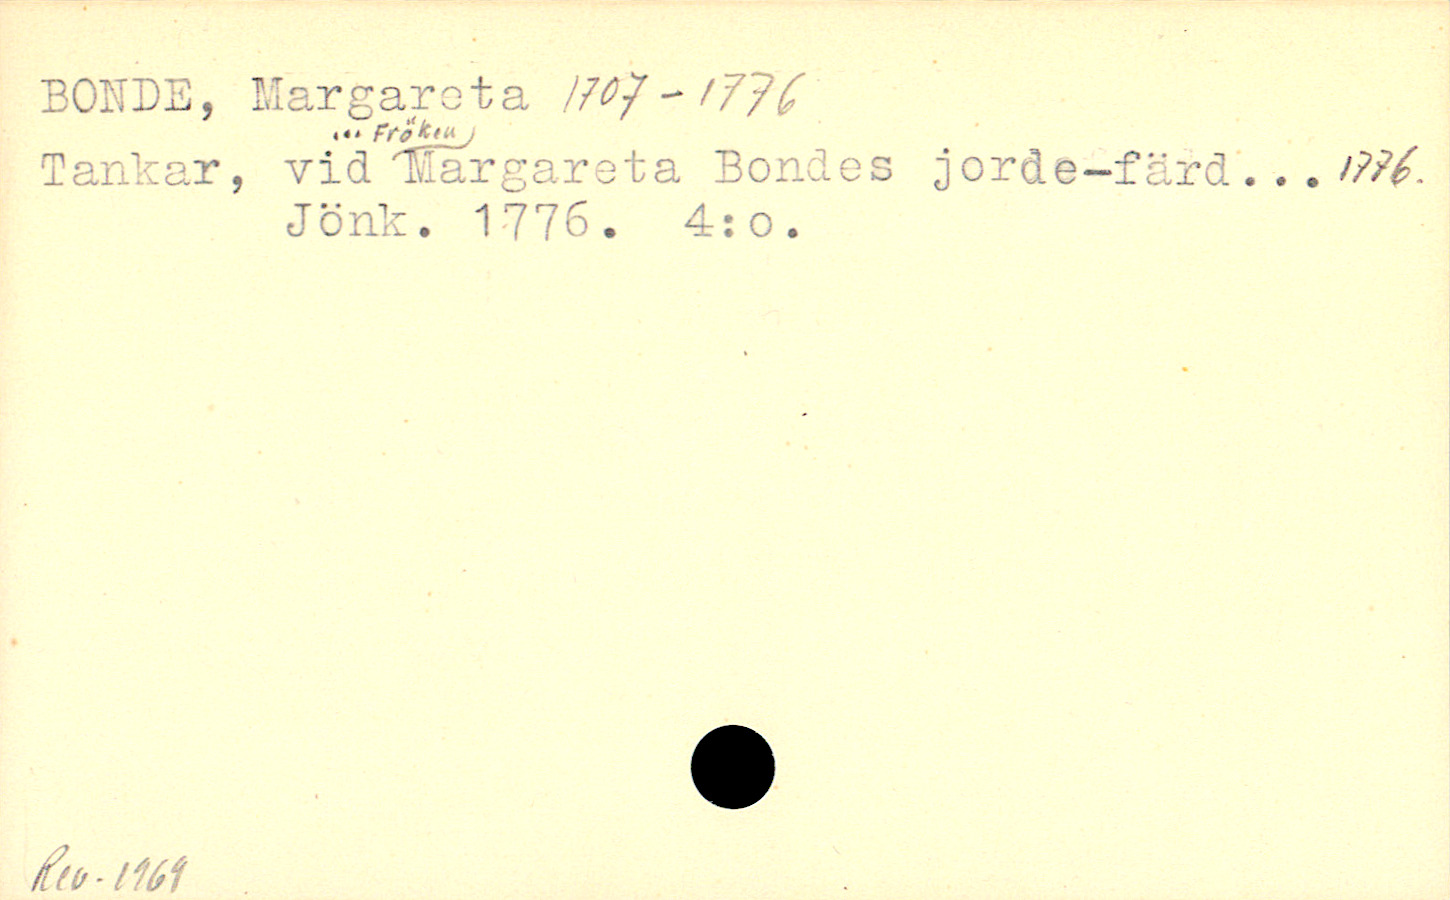 BONDE, Margareta 1707-1776
... Fröken
Tankar, vid Margareta Bondes jorde-färd... 1776.
Jönk. 1776. 4:o.
Rev. 1969